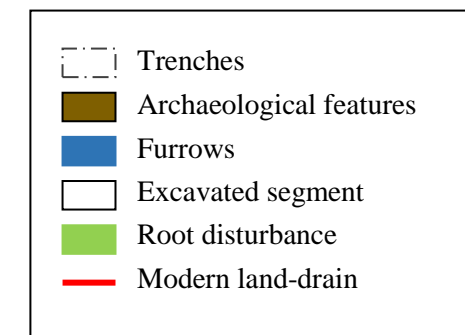 Trenches
Archaeological features
Furrows
Excavated segment
Root disturbance
Modern land-drain